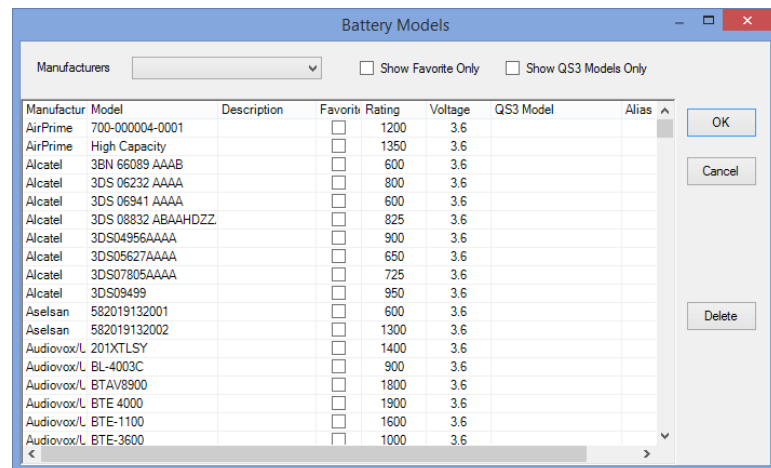 Battery Models
Manufacturers Show Favorite Only Show QS3 Models Only
Manufactur Model Description Favorite Rating Voltage QS3 Model Alias
AirPrime 700-000004-0001 1200 3.6
AirPrime High Capacity 1350 3.6
Alcatel 3BN 66089 AAAB 600 3.6
Alcatel 3DS 06232 AAAA 800 3.6
Alcatel 3DS 06941 AAAA 600 3.6
Alcatel 3DS 08832 ABAAHDZZ. 825 3.6
Alcatel 3DS04956AAAA 900 3.6
Alcatel 3DS05627AAAA 650 3.6
Alcatel 3DS07805AAAA 725 3.6
Alcatel 3DS09499 950 3.6
Aselsan 582019132001 600 3.6
Aselsan 582019132002 1300 3.6
Audiovox/U 201XTLSY 1400 3.6
Audiovox/U BL-4003C 900 3.6
Audiovox/U BTAV8900 1800 3.6
Audiovox/U BTE 4000 1900 3.6
Audiovox/U BTE-1100 1600 3.6
Audiovox/U BTE-3600 1000 3.6
OK
Cancel
Delete